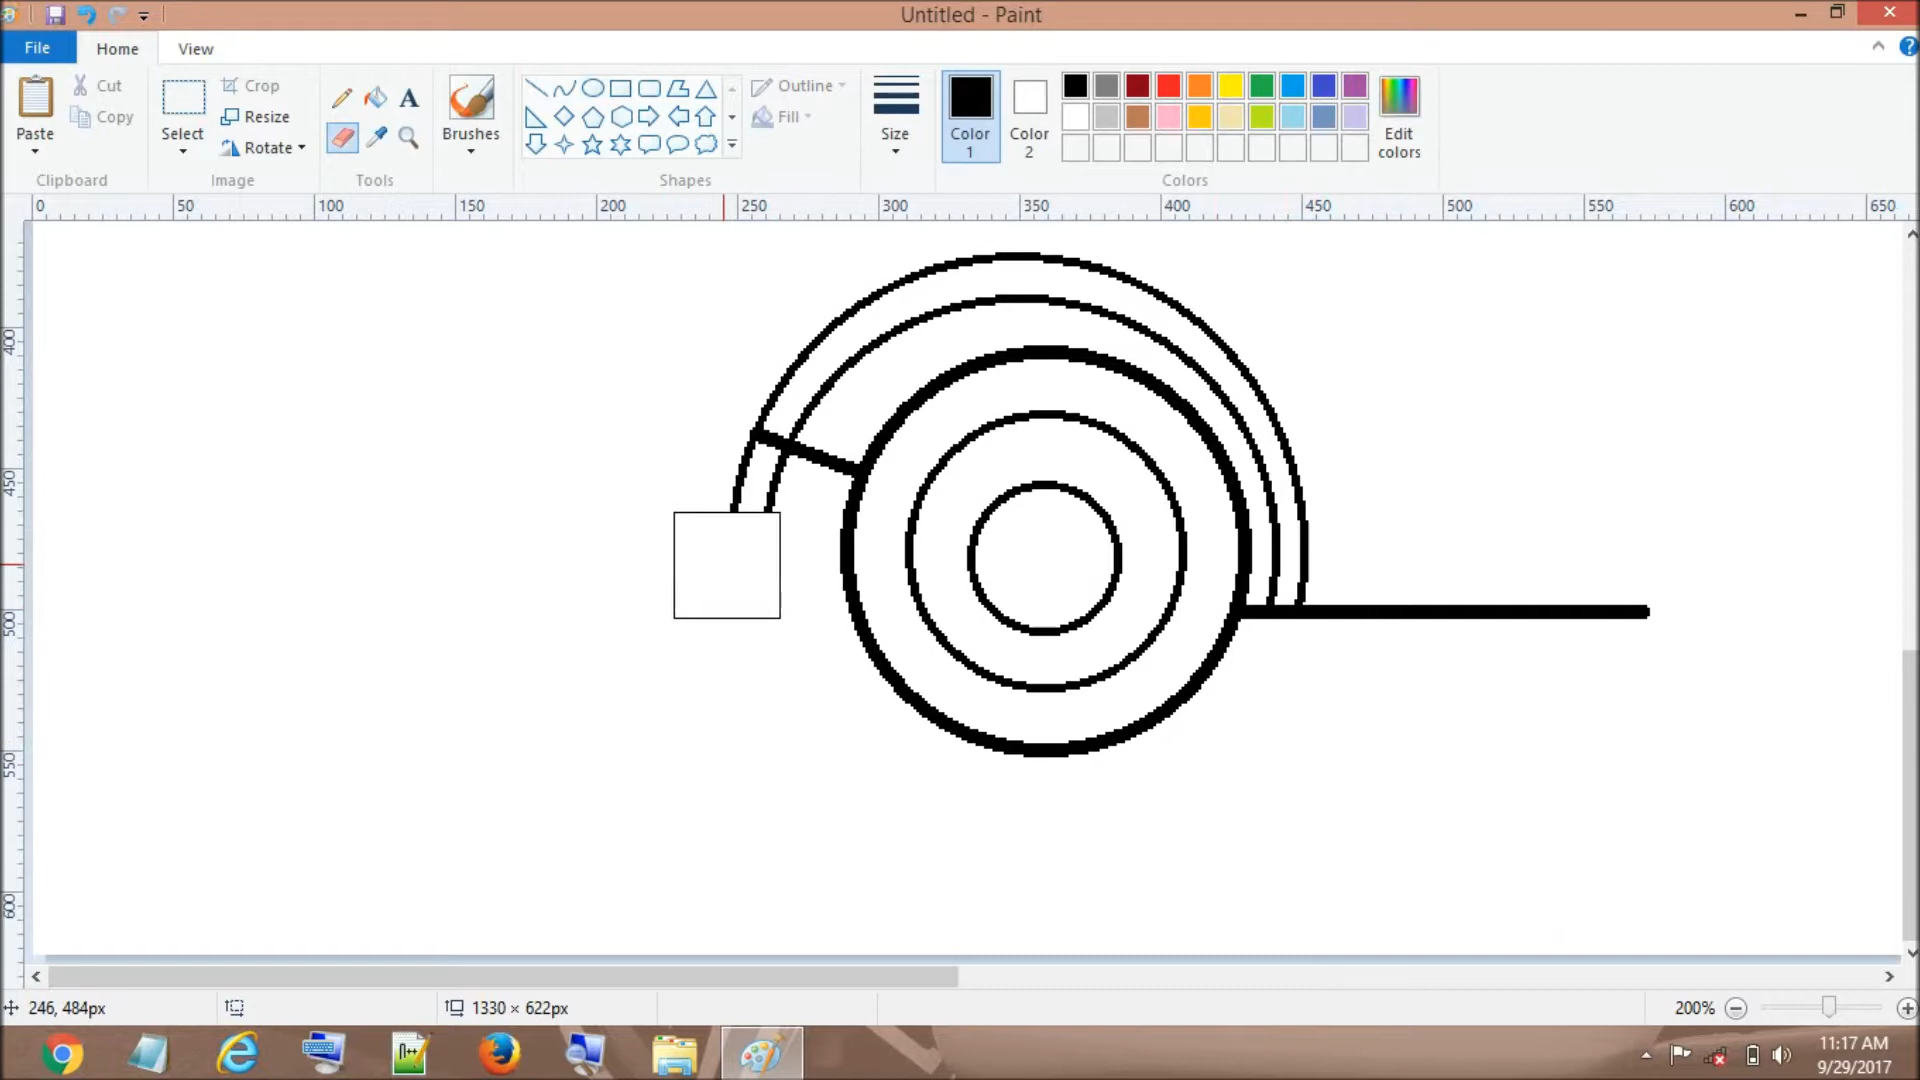 Untitled - Paint
File Home View
Paste
Cut
Copy
Clipboard
Select
Crop
Resize
Rotate
Image
A
Tools
Brushes
Shapes
Outline
Fill
Size
Color 1
Color 2
Edit colors
Colors
0 50 100 150 200 250 300 350 400 450 500 550 600 650
400
450
500
550
600
246, 484px
1330 × 622px
200%
11:17 AM
9/29/2017